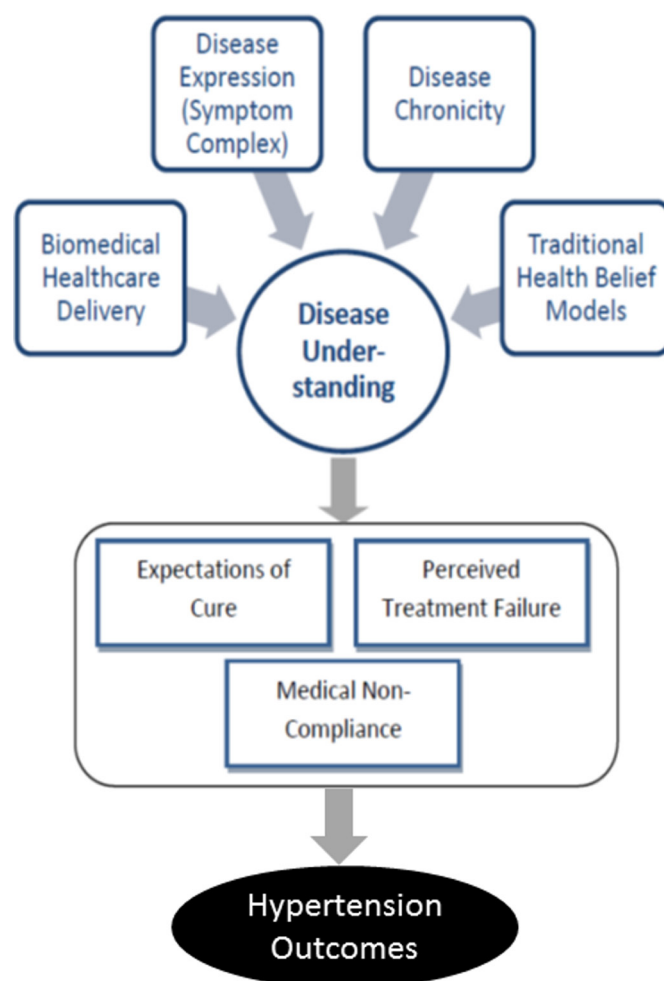 Disease
Expression
(Symptom
Complex)
Disease
Chronicity
Biomedical
Healthcare
Delivery
Traditional
Health Belief
Models
Disease
Under-
standing
Expectations of
Cure
Perceived
Treatment Failure
Medical Non-
Compliance
Hypertension
Outcomes